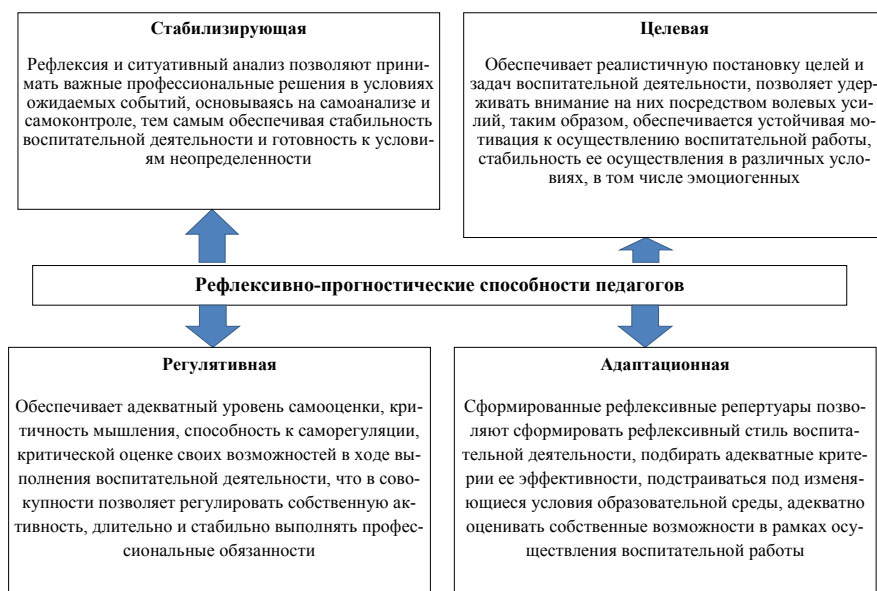 Стабилизирующая
Рефлексия и ситуативный анализ позволяют прини-
мать важные профессиональные решения в условиях
ожидаемых событий, основываясь на самоанализе и
самоконтроле, тем самым обеспечивая стабильность
воспитательной деятельности и готовность к услови-
ям неопределенности
Целевая
Обеспечивает реалистичную постановку целей и
задач воспитательной деятельности, позволяет удер-
живать внимание на них посредством волевых уси-
лий, таким образом, обеспечивается устойчивая мо-
тивация к осуществлению воспитательной работы,
стабильность ее осуществления в различных усло-
виях, в том числе эмоциогенных
Рефлексивно-прогностические способности педагогов
Регулятивная
Обеспечивает адекватный уровень самооценки, кри-
тичность мышления, способность к саморегуляции,
критической оценке своих возможностей в ходе вы-
полнения воспитательной деятельности, что в сово-
купности позволяет регулировать собственную ак-
тивность, длительно и стабильно выполнять профес-
сиональные обязанности
Адаптационная
Сформированные рефлексивные репертуары позво-
ляют сформировать рефлексивный стиль воспита-
тельной деятельности, подбирать адекватные крите-
рии ее эффективности, подстраиваться под изменя-
ющиеся условия образовательной среды, адекватно
оценивать собственные возможности в рамках осу-
ществления воспитательной работы